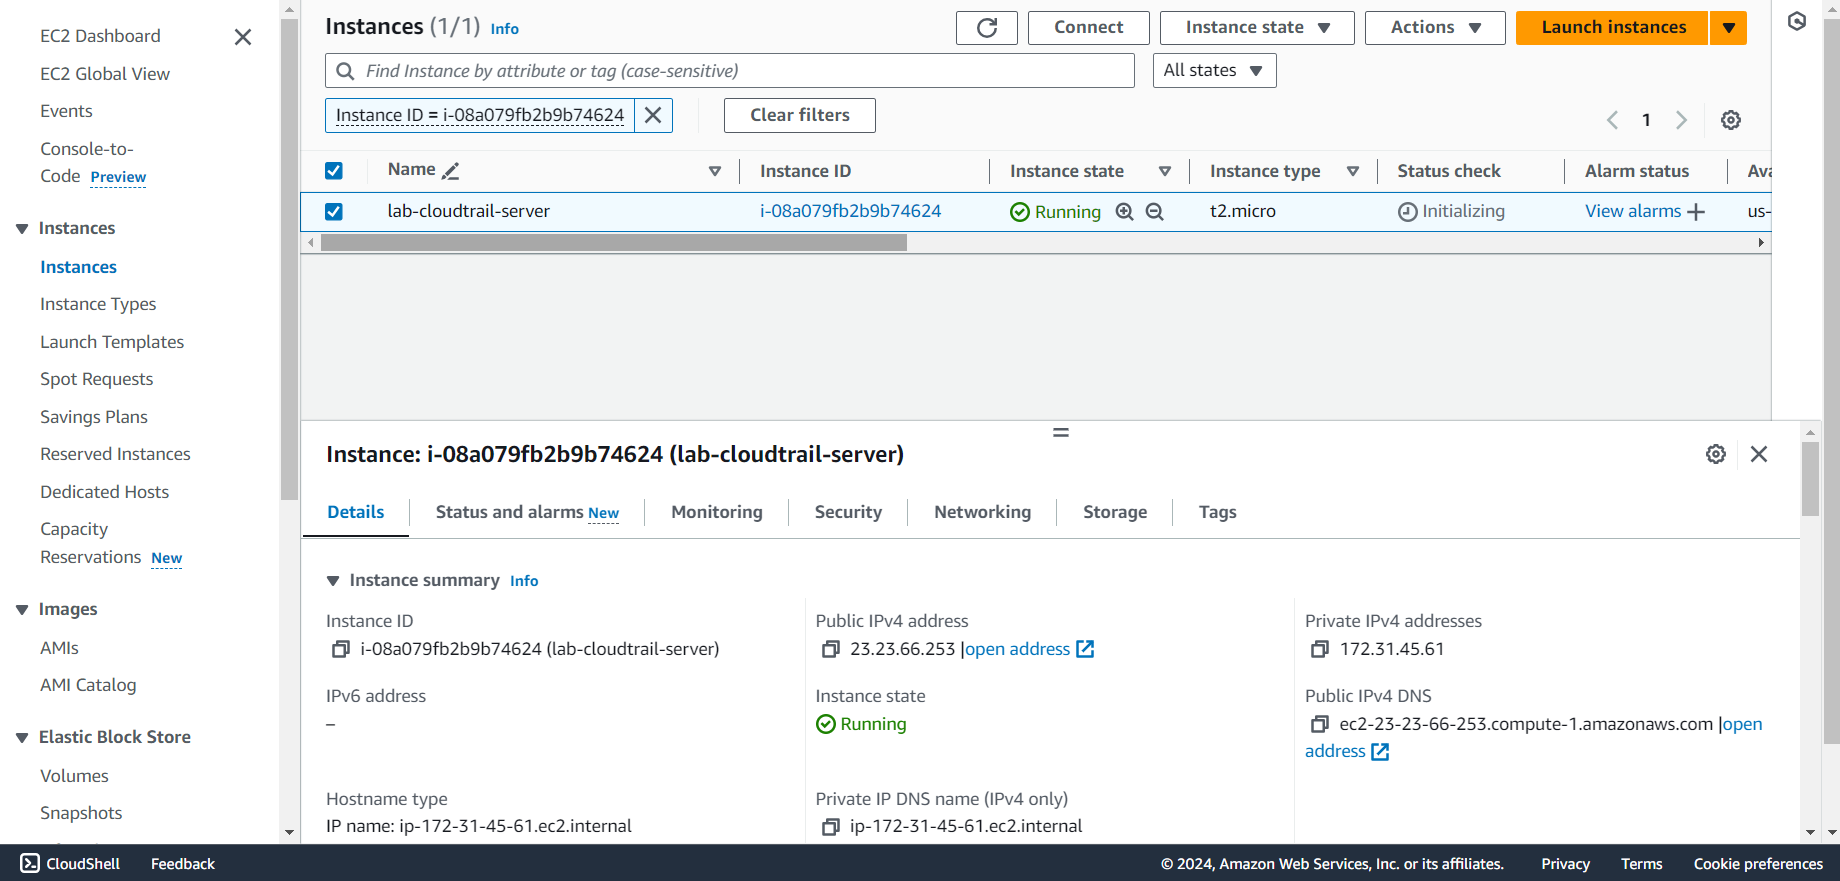 EC2 Dashboard
EC2 Global View
Events
Console-to-
Code Preview
Instances
Instances
Instance Types
Launch Templates
Spot Requests
Savings Plans
Reserved Instances
Dedicated Hosts
Capacity
Reservations New
Images
AMIs
AMI Catalog
Elastic Block Store
Volumes
Snapshots
Instances (1/1) Info
Connect
Instance state
Actions
Launch instances
Find Instance by attribute or tag (case-sensitive)
All states
Instance ID = i-08a079fb2b9b74624
Clear filters
1
Name Instance ID Instance state Instance type Status check Alarm status
lab-cloudtrail-server i-08a079fb2b9b74624 Running t2.micro Initializing View alarms us-
Instance: i-08a079fb2b9b74624 (lab-cloudtrail-server)
Details Status and alarms New Monitoring Security Networking Storage Tags
Instance summary Info
Instance ID
i-08a079fb2b9b74624 (lab-cloudtrail-server)
Public IPv4 address
23.23.66.253 |open address
Private IPv4 addresses
172.31.45.61
IPv6 address
–
Instance state
Running
Public IPv4 DNS
ec2-23-23-66-253.compute-1.amazonaws.com |open
address
Hostname type
IP name: ip-172-31-45-61.ec2.internal
Private IP DNS name (IPv4 only)
ip-172-31-45-61.ec2.internal
CloudShell Feedback © 2024, Amazon Web Services, Inc. or its affiliates. Privacy Terms Cookie preferences